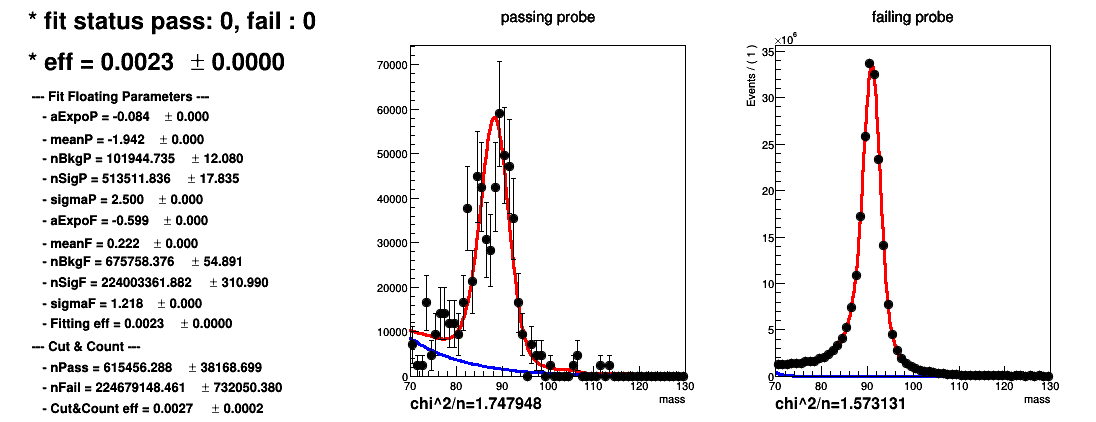 * fit status pass: 0, fail : 0
* eff = 0.0023 ± 0.0000
--- Fit Floating Parameters ---
- aExpoP = -0.084 ± 0.000
- meanP = -1.942 ± 0.000
- nBkgP = 101944.735 ± 12.080
- nSigP = 513511.836 ± 17.835
- sigmaP = 2.500 ± 0.000
- aExpoF = -0.599 ± 0.000
- meanF = 0.222 ± 0.000
- nBkgF = 675758.376 ± 54.891
- nSigF = 224003361.882 ± 310.990
- sigmaF = 1.218 ± 0.000
- Fitting eff = 0.0023 ± 0.0000
--- Cut & Count ---
- nPass = 615456.288 ± 38168.699
- nFail = 224679148.461 ± 732050.380
- Cut&Count eff = 0.0027 ± 0.0002
passing probe
70000
60000
50000
40000
30000
20000
10000
0
70 80 90 100 110 120 130
mass
chi^2/n=1.747948
failing probe
×10^6
Events / ( 1 )
35
30
25
20
15
10
5
0
70 80 90 100 110 120 130
mass
chi^2/n=1.573131